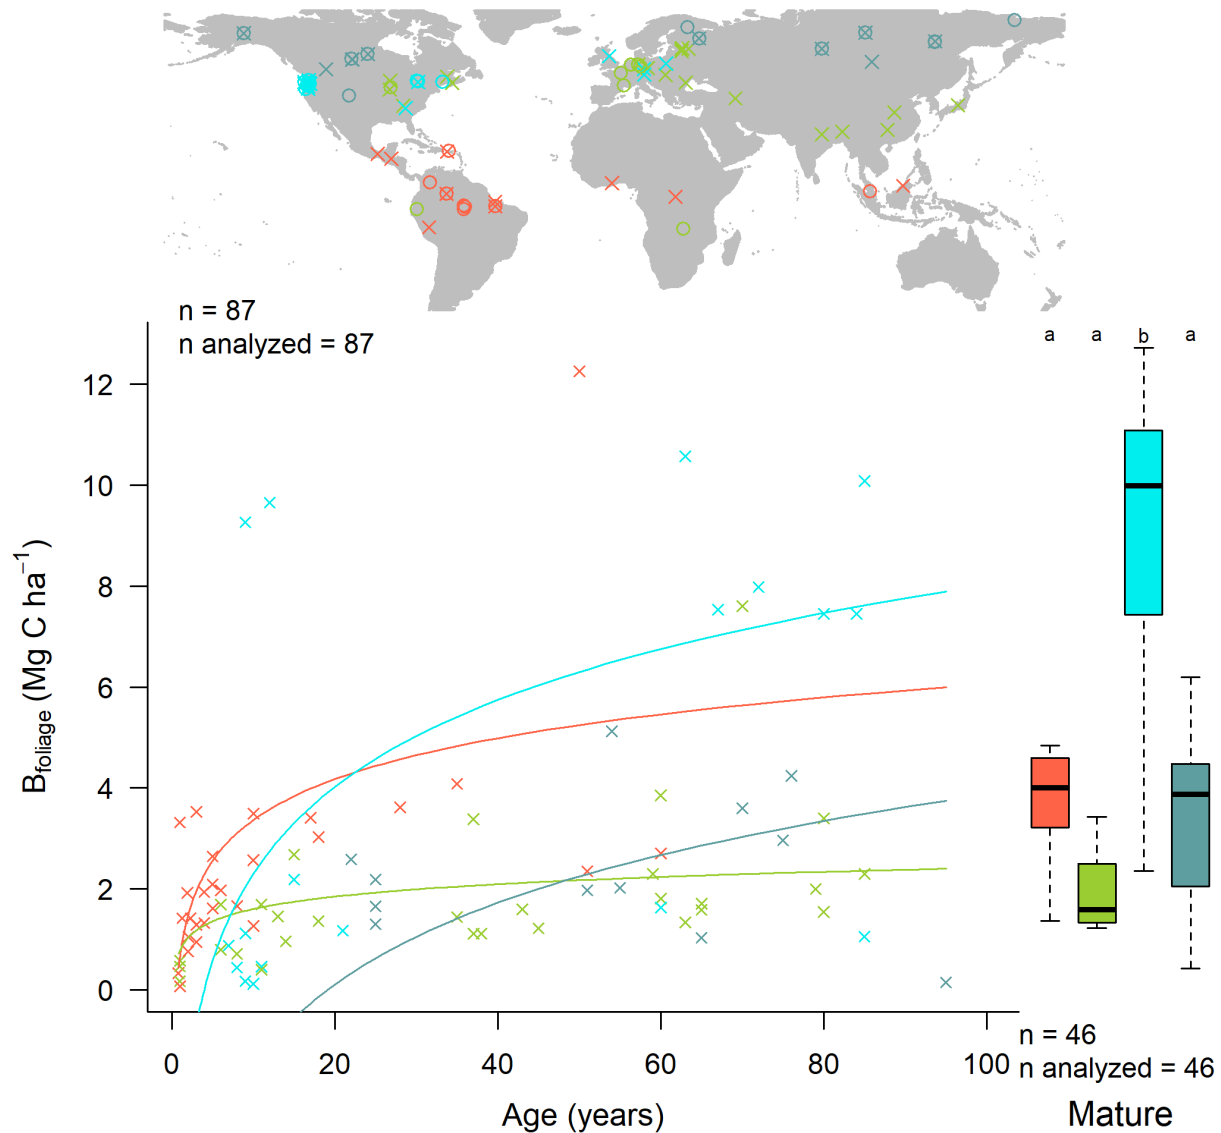 n = 87
n analyzed = 87
a a b a
12
10
8
6
4
2
0
B_foliage (Mg C ha⁻¹)
0 20 40 60 80 100
n = 46
n analyzed = 46
Age (years)
Mature